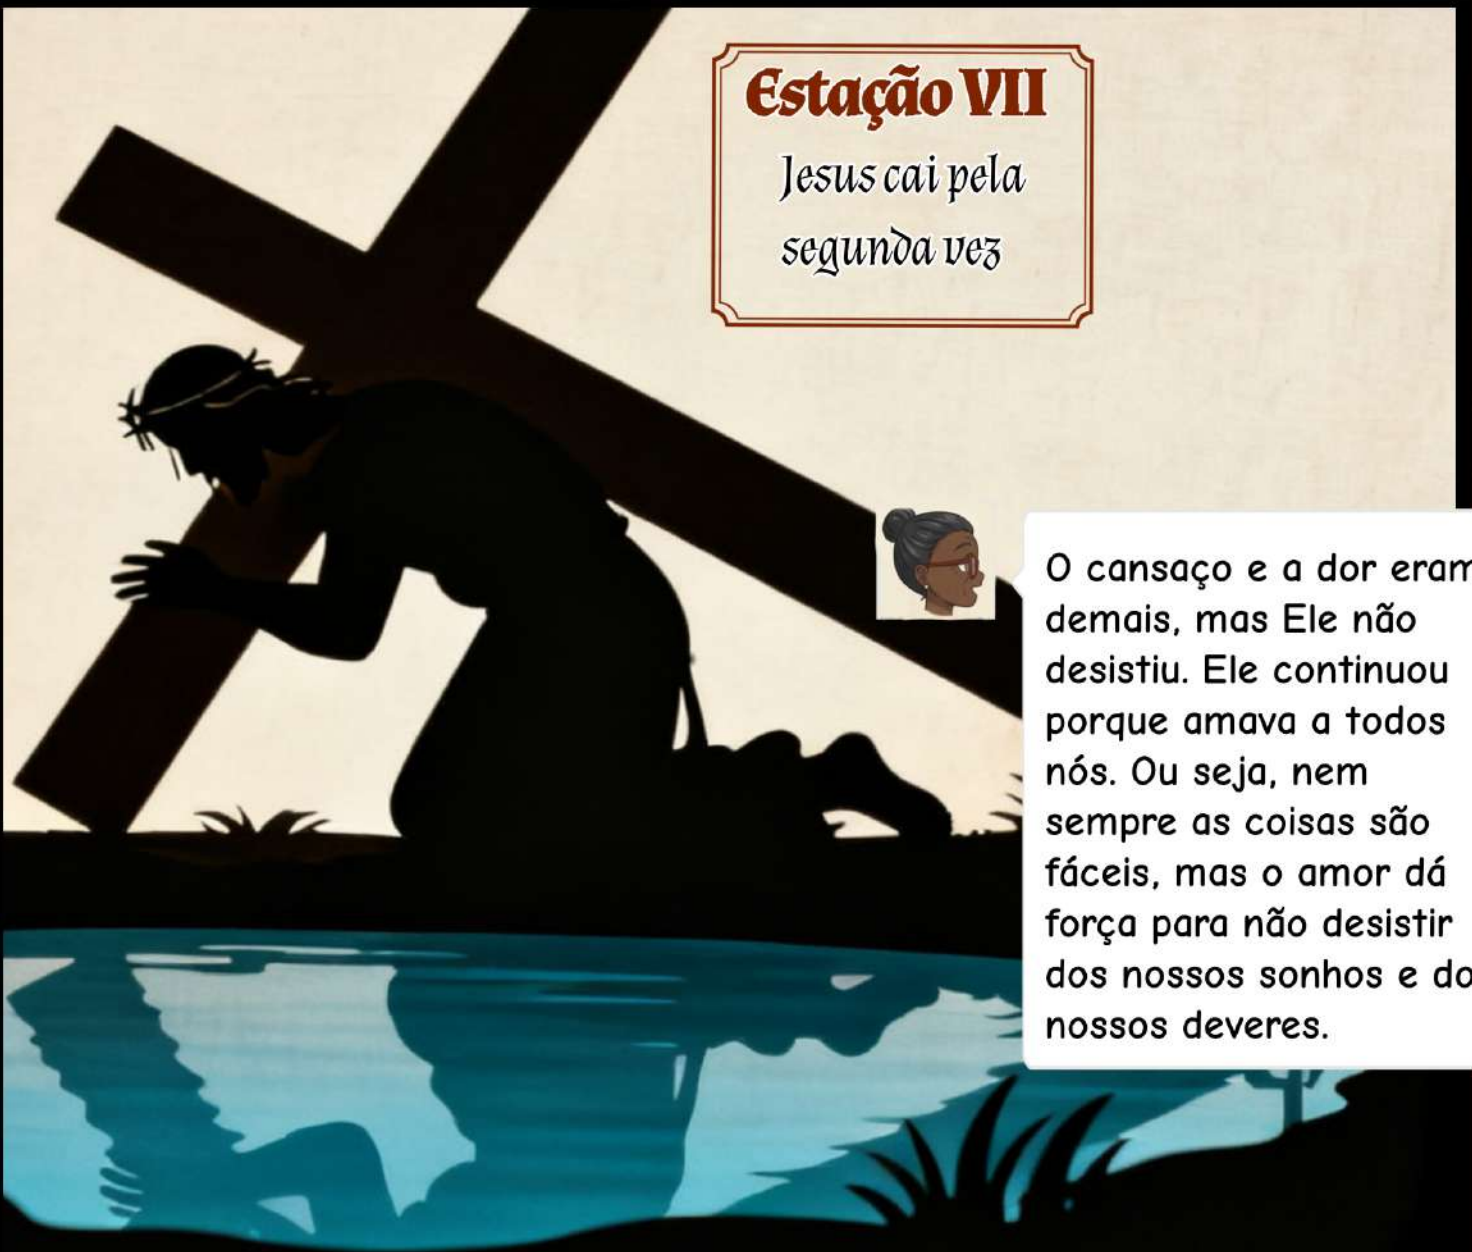 Estação VII
Jesus cai pela
segunda vez
O cansaço e a dor eram
demais, mas Ele não
desistiu. Ele continuou
porque amava a todos
nós. Ou seja, nem
sempre as coisas são
fáceis, mas o amor dá
força para não desistir
dos nossos sonhos e
nossos deveres.